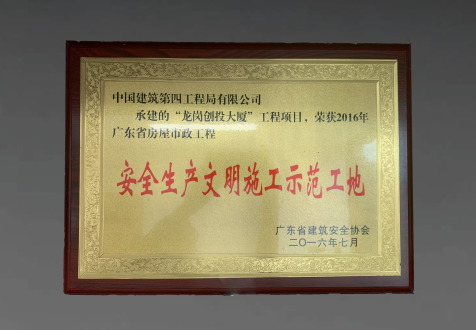 中国建筑第四工程局有限公司
承建的“龙岗创投大厦”工程项目，荣获2016年
广东省房屋市政工程
安全生产文明施工示范工地
广东省建筑安全协会
二〇一六年七月